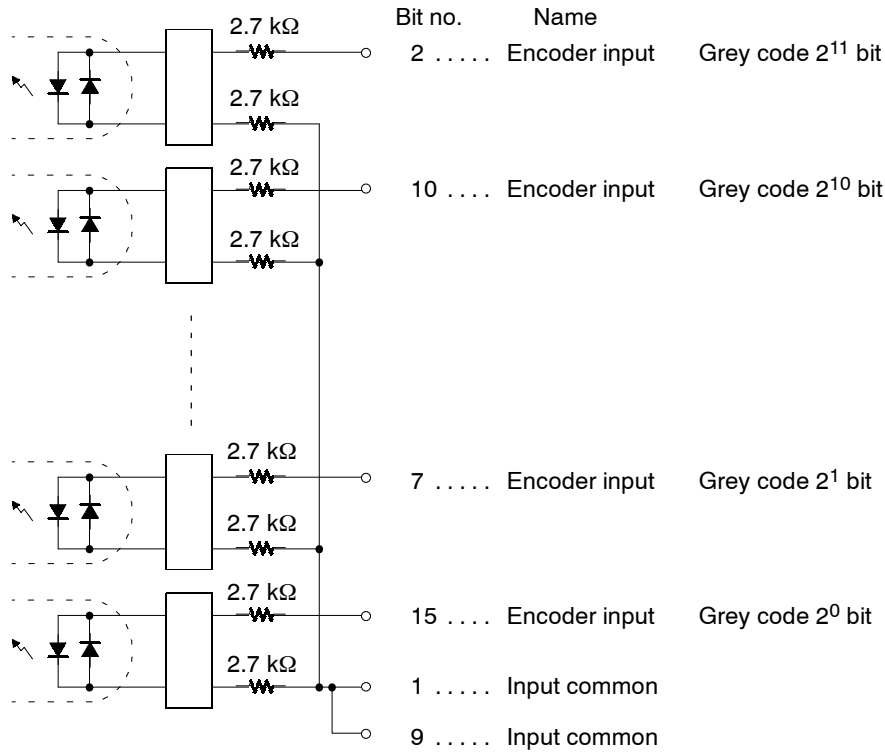 Bit no. Name
2.7 kΩ
2 ..... Encoder input Grey code 2¹¹ bit
2.7 kΩ
2.7 kΩ
10 .... Encoder input Grey code 2¹⁰ bit
2.7 kΩ
2.7 kΩ
7 ..... Encoder input Grey code 2¹ bit
2.7 kΩ
2.7 kΩ
15 .... Encoder input Grey code 2⁰ bit
2.7 kΩ
1 ..... Input common
9 ..... Input common